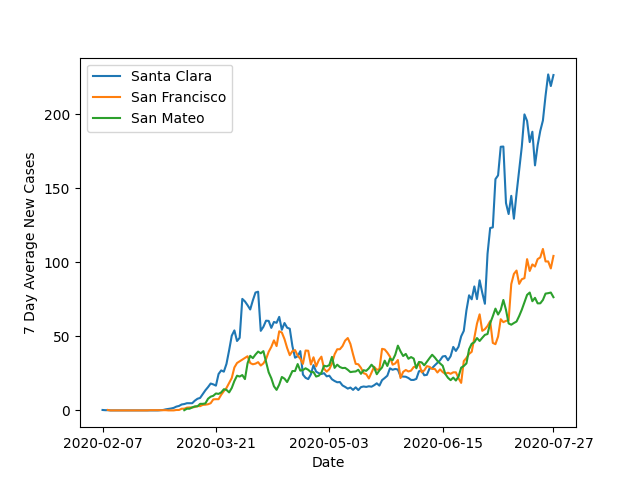 Santa Clara
San Francisco
San Mateo
7 Day Average New Cases
200
150
100
50
0
2020-02-07
2020-03-21
2020-05-03
2020-06-15
2020-07-27
Date